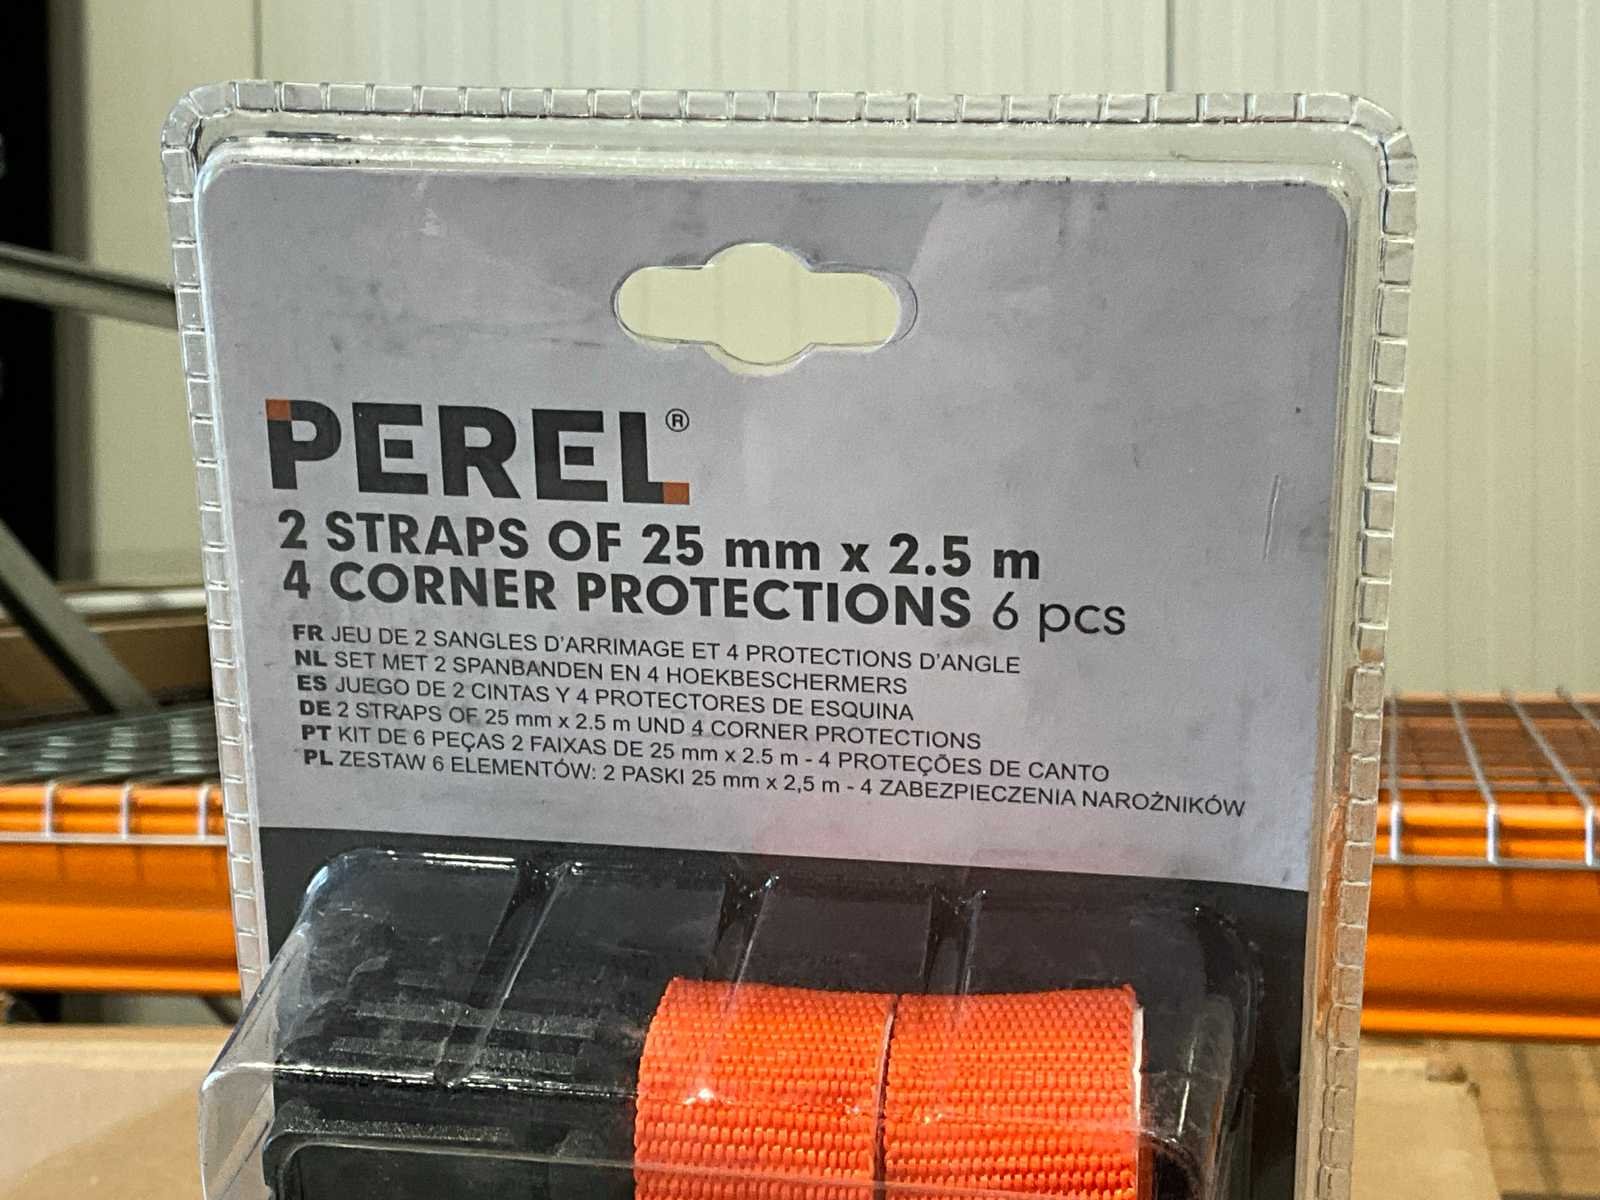 PEREL®
2 STRAPS OF 25 mm x 2.5 m
4 CORNER PROTECTIONS 6 pcs
FR JEU DE 2 SANGLES D'ARRIMAGE ET 4 PROTECTIONS D'ANGLE
NL SET MET 2 SPANBANDEN EN 4 HOEKBESCHERMERS
ES JUEGO DE 2 CINTAS Y 4 PROTECTORES DE ESQUINA
DE 2 STRAPS OF 25 mm x 2.5 m UND 4 CORNER PROTECTIONS
PT KIT DE 6 PEÇAS 2 FAIXAS DE 25 mm x 2.5 m - 4 PROTEÇÕES DE CANTO
PL ZESTAW 6 ELEMENTÓW: 2 PASKI 25 mm x 2,5 m - 4 ZABEZPIECZENIA NAROŻNIKÓW